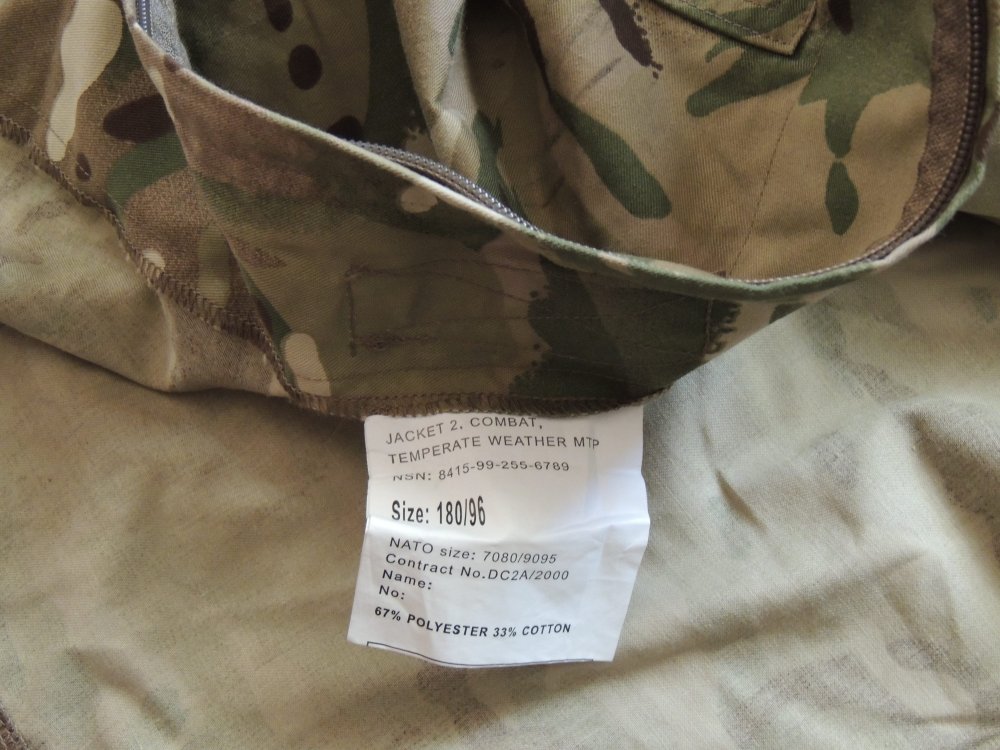 JACKET 2, COMBAT,
TEMPERATE WEATHER MTP
NSN: 8415-99-255-6789
Size: 180/96
NATO size: 7080/9095
Contract No.DC2A/2000
Name:
No:
67% POLYESTER 33% COTTON